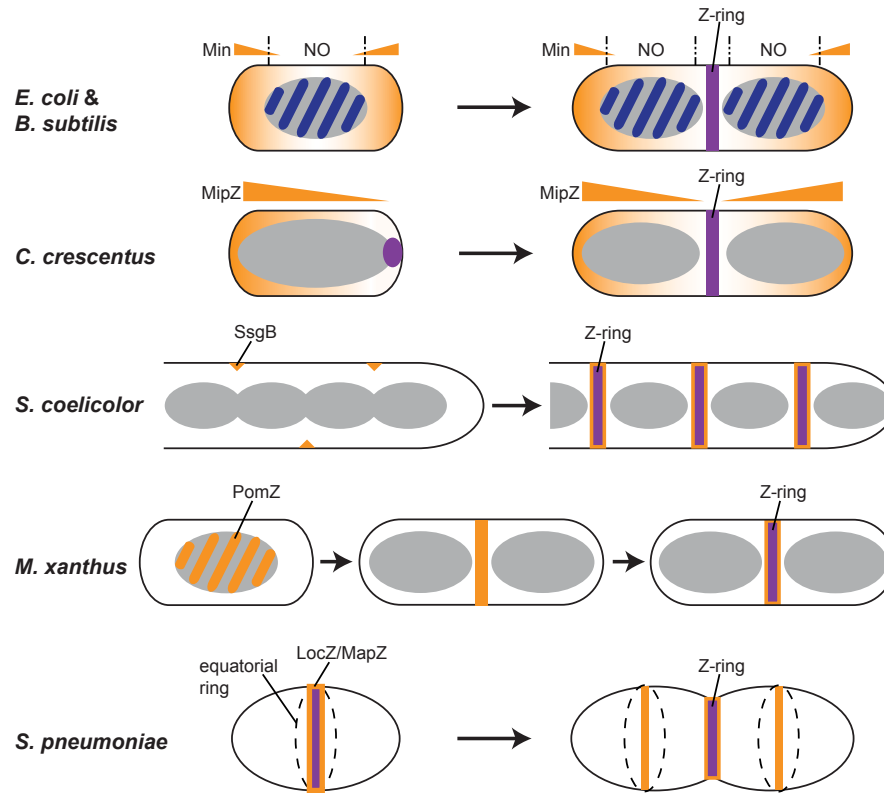 Min NO
Min NO Z-ring NO
E. coli &
B. subtilis
MipZ
MipZ Z-ring
C. crescentus
SsgB
Z-ring
S. coelicolor
PomZ
Z-ring
M. xanthus
equatorial
ring
LocZ/MapZ
Z-ring
S. pneumoniae